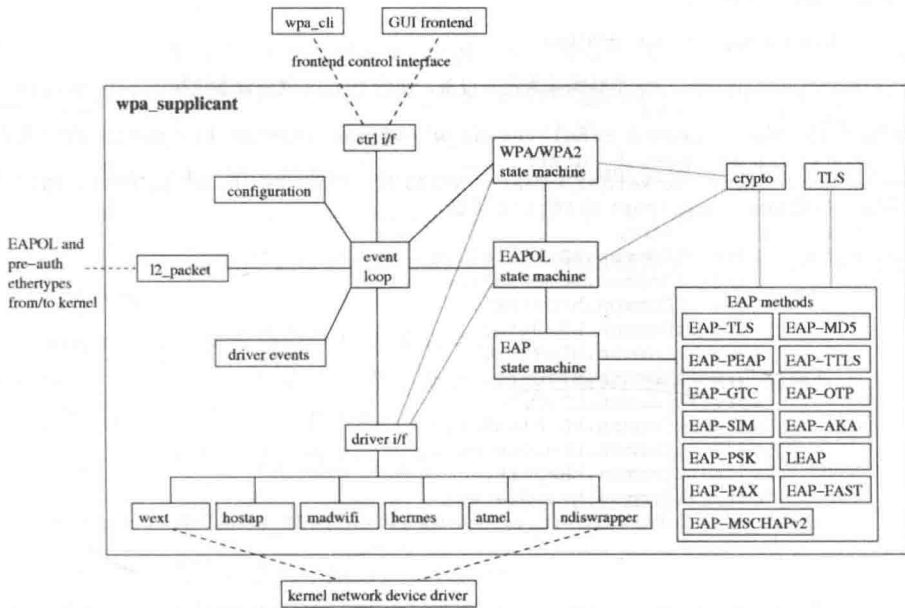 wpa_cli
GUI frontend
frontend control interface
wpa_supplicant
ctrl i/f
WPA/WPA2
state machine
crypto
TLS
configuration
EAPOL and
pre−auth
ethertypes
from/to kernel
l2_packet
event
loop
EAPOL
state machine
driver events
EAP
state machine
EAP methods
EAP−TLS
EAP−MD5
EAP−PEAP
EAP−TTLS
EAP−GTC
EAP−OTP
EAP−SIM
EAP−AKA
EAP−PSK
LEAP
EAP−PAX
EAP−FAST
EAP−MSCHAPv2
driver i/f
wext
hostap
madwifi
hermes
atmel
ndiswrapper
kernel network device driver